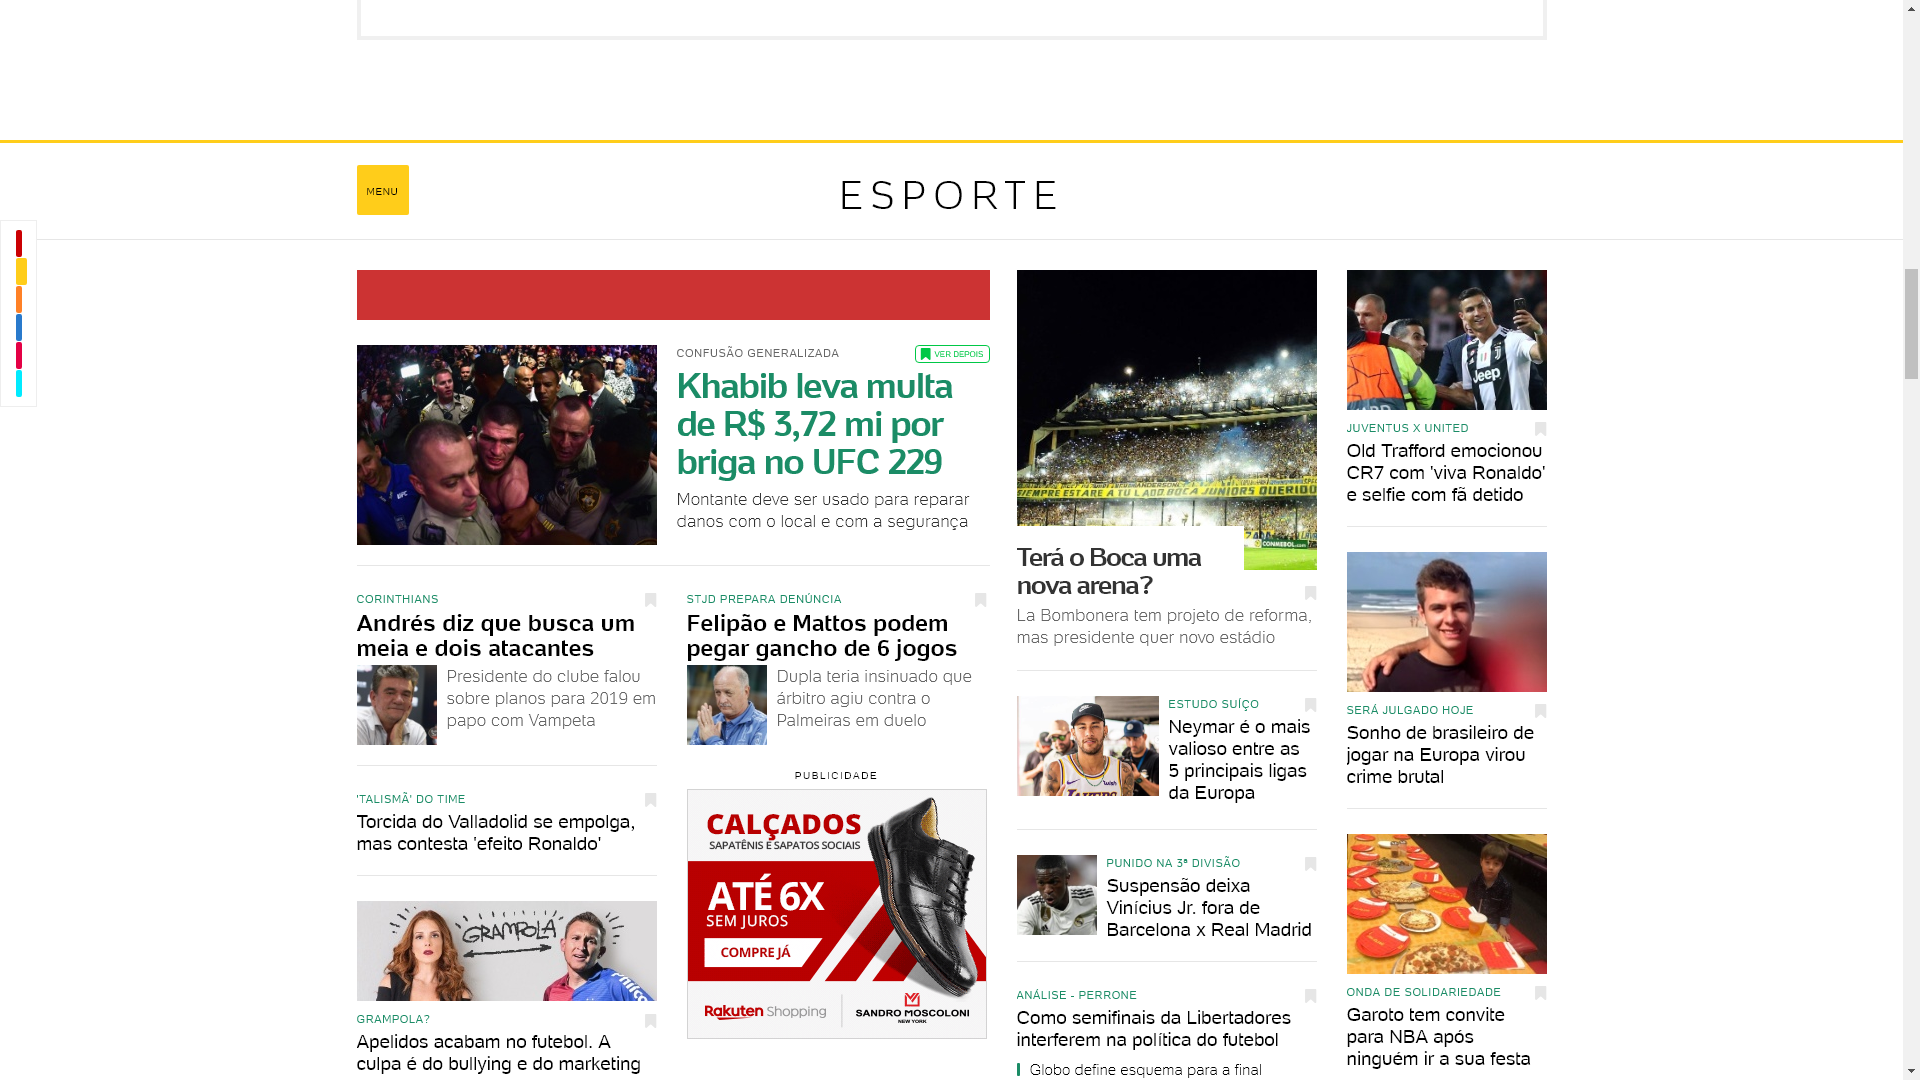 MENU
ESPORTE
CONFUSÃO GENERALIZADA
VER DEPOIS
Khabib leva multa
de R$ 3,72 mi por
briga no UFC 229
Montante deve ser usado para reparar
danos com o local e com a segurança
CORINTHIANS
Andrés diz que busca um
meia e dois atacantes
Presidente do clube falou
sobre planos para 2019 em
papo com Vampeta
STJD PREPARA DENÚNCIA
Felipão e Mattos podem
pegar gancho de 6 jogos
Dupla teria insinuado que
árbitro agiu contra o
Palmeiras em duelo
'TALISMÃ' DO TIME
Torcida do Valladolid se empolga,
mas contesta 'efeito Ronaldo'
GRAMPOLA
GRAMPOLA?
Apelidos acabam no futebol. A
culpa é do bullying e do marketing
PUBLICIDADE
CALÇADOS
SAPATÊNIS E SAPATOS SOCIAIS
ATÉ 6X
SEM JUROS
COMPRE JÁ
Rakuten Shopping
SANDRO MOSCOLONI
NEW YORK
SIEMPRE ESTARE A TU LADO BOCA JUNIORS QUERIDO
CONMEBOL.com
Terá o Boca uma
nova arena?
La Bombonera tem projeto de reforma,
mas presidente quer novo estádio
ESTUDO SUÍÇO
Neymar é o mais
valioso entre as
5 principais ligas
da Europa
PUNIDO NA 3ª DIVISÃO
Suspensão deixa
Vinícius Jr. fora de
Barcelona x Real Madrid
ANÁLISE - PERRONE
Como semifinais da Libertadores
interferem na política do futebol
Globo define esquema para a final
Jeep
JUVENTUS X UNITED
Old Trafford emocionou
CR7 com 'viva Ronaldo'
e selfie com fã detido
SERÁ JULGADO HOJE
Sonho de brasileiro de
jogar na Europa virou
crime brutal
ONDA DE SOLIDARIEDADE
Garoto tem convite
para NBA após
ninguém ir a sua festa